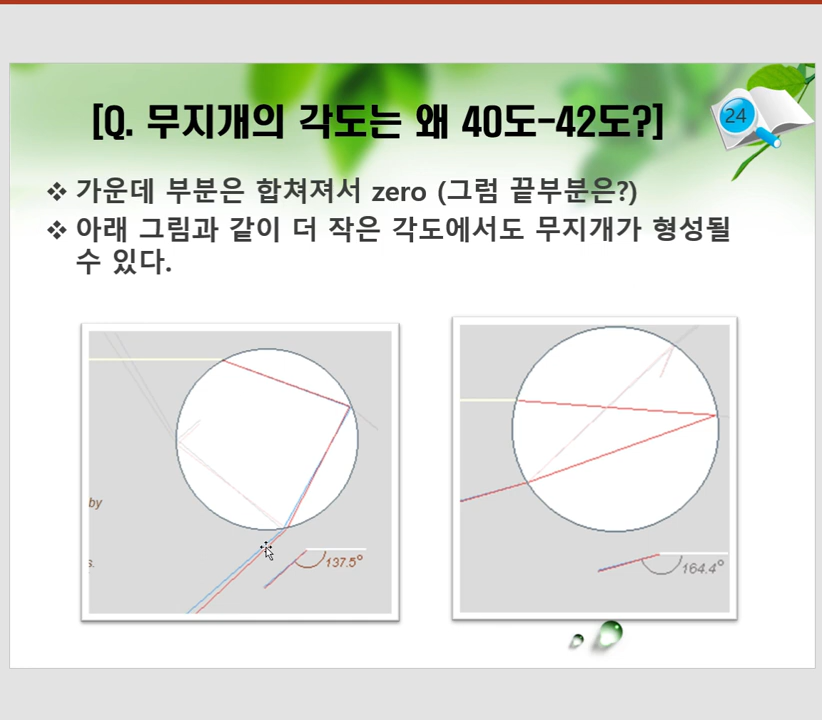 [Q. 무지개의 각도는 왜 40도-42도?]
24
❖ 가운데 부분은 합쳐져서 zero (그럼 끝부분은?)
❖ 아래 그림과 같이 더 작은 각도에서도 무지개가 형성될
수 있다.
by
s.
137.5°
164.4°